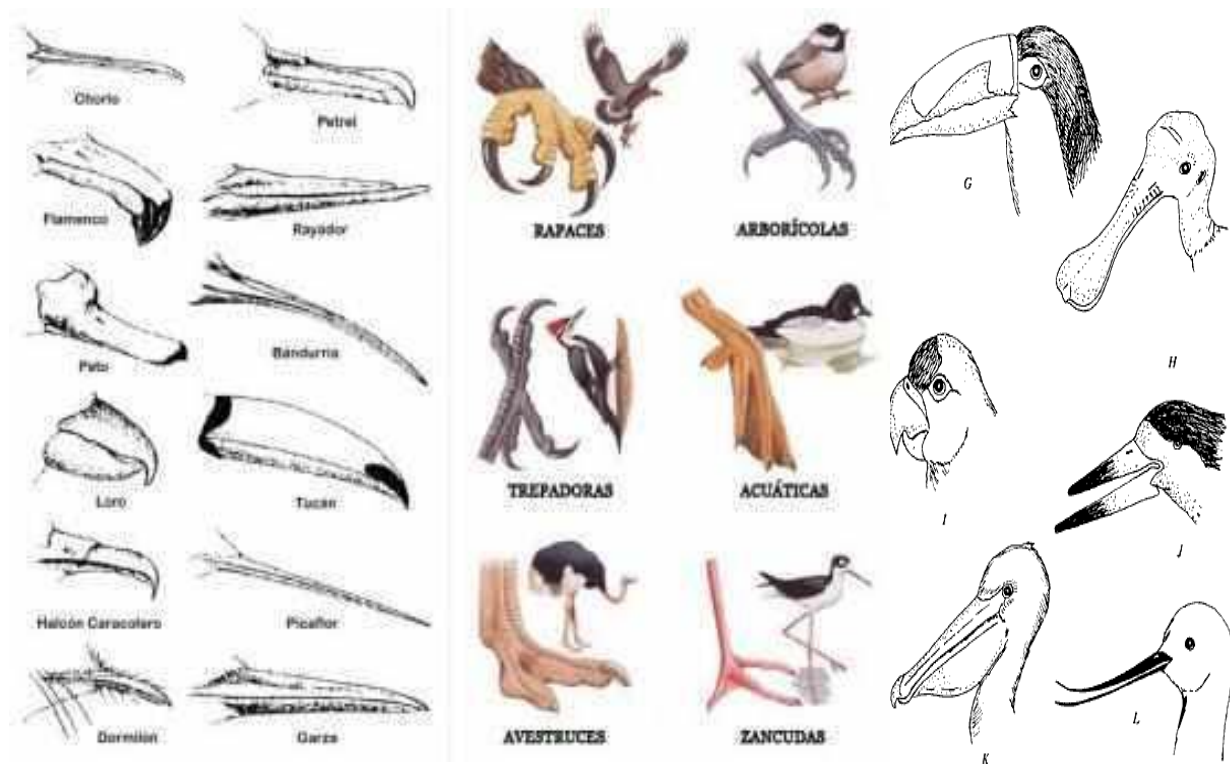 Chorlo
Petrel
Flamenco
Rayador
Pato
Bandurria
Loro
Tucán
Halcón Caracolero
Picaflor
Dormilón
Garza
RAPACES
ARBORÍCOLAS
TREPADORAS
ACUÁTICAS
AVESTRUCES
ZANCUDAS
G
H
I
J
K
L